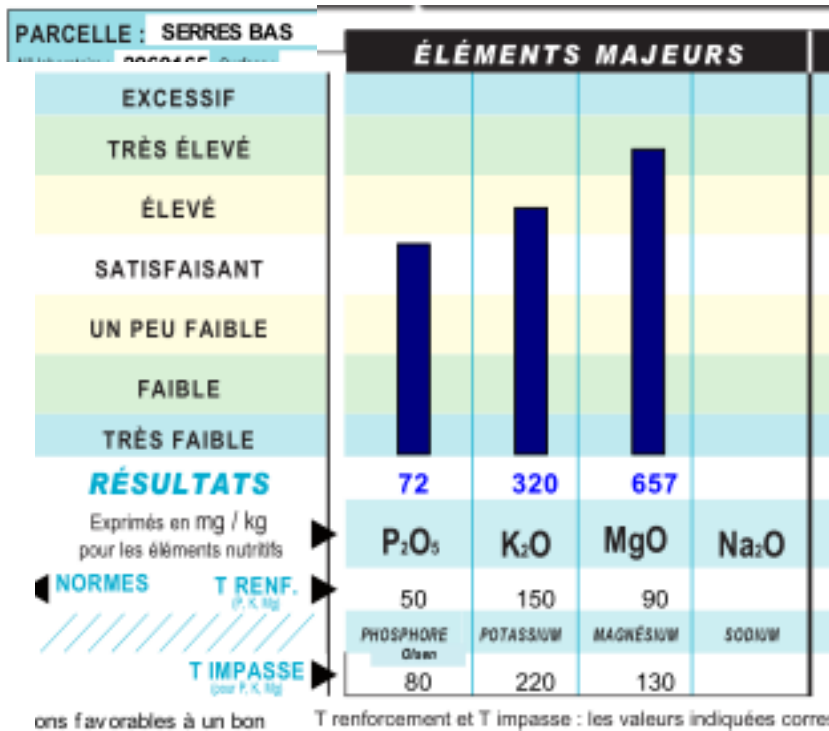 PARCELLE : SERRES BAS
ÉLÉMENTS MAJEURS
EXCESSIF
TRÈS ÉLEVÉ
ÉLEVÉ
SATISFAISANT
UN PEU FAIBLE
FAIBLE
TRÈS FAIBLE
RÉSULTATS 72 320 657
Exprimés en mg / kg
pour les éléments nutritifs
P₂O₅ K₂O MgO Na₂O
NORMES T RENF. 50 150 90
(P, K, Mg)
PHOSPHORE POTASSIUM MAGNÉSIUM SODIUM
Olsen
T IMPASSE 80 220 130
(pour P, K, Mg)
ons favorables à un bon
T renforcement et T impasse : les valeurs indiquées corres